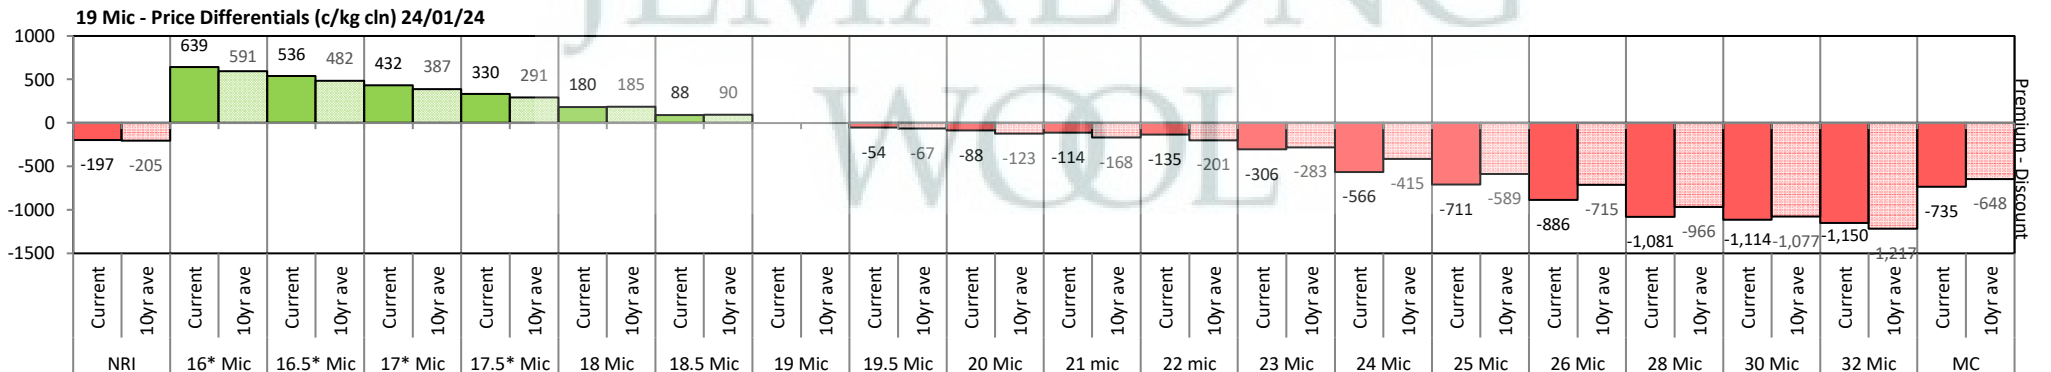 JEMALONG
WOOL
19 Mic - Price Differentials (c/kg cln) 24/01/24
1000
500
0
-500
-1000
-1500
639 591 536 482 432 387 330 291 180 185 88 90
-197 -205 -54 -67 -88 -123 -114 -168 -135 -201 -306 -283 -566 -415 -711 -589 -886 -715 -1,081 -966 -1,114 -1,077 -1,150 -1,217 -735 -648
Premium - Discount
Current 10yr ave Current 10yr ave Current 10yr ave Current 10yr ave Current 10yr ave Current 10yr ave Current 10yr ave Current 10yr ave Current 10yr ave Current 10yr ave Current 10yr ave Current 10yr ave Current 10yr ave Current 10yr ave Current 10yr ave Current 10yr ave Current 10yr ave Current 10yr ave Current 10yr ave Current 10yr ave
NRI 16* Mic 16.5* Mic 17* Mic 17.5* Mic 18 Mic 18.5 Mic 19 Mic 19.5 Mic 20 Mic 21 mic 22 mic 23 Mic 24 Mic 25 Mic 26 Mic 28 Mic 30 Mic 32 Mic MC